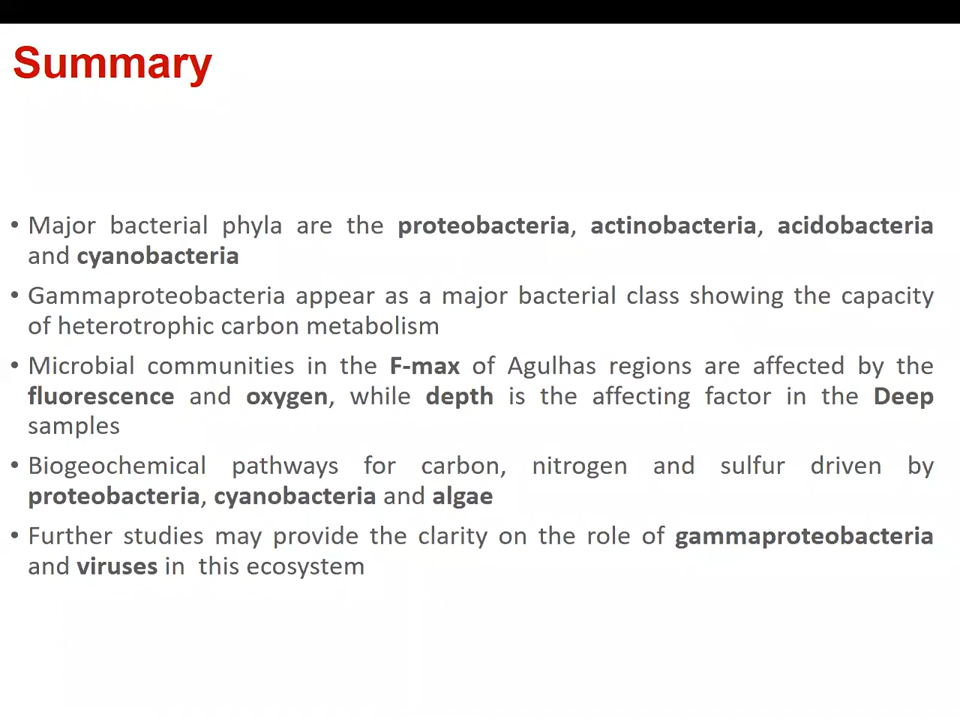 Summary
• Major bacterial phyla are the proteobacteria, actinobacteria, acidobacteria
and cyanobacteria
• Gammaproteobacteria appear as a major bacterial class showing the capacity
of heterotrophic carbon metabolism
• Microbial communities in the F-max of Agulhas regions are affected by the
fluorescence and oxygen, while depth is the affecting factor in the Deep
samples
• Biogeochemical pathways for carbon, nitrogen and sulfur driven by
proteobacteria, cyanobacteria and algae
• Further studies may provide the clarity on the role of gammaproteobacteria
and viruses in this ecosystem